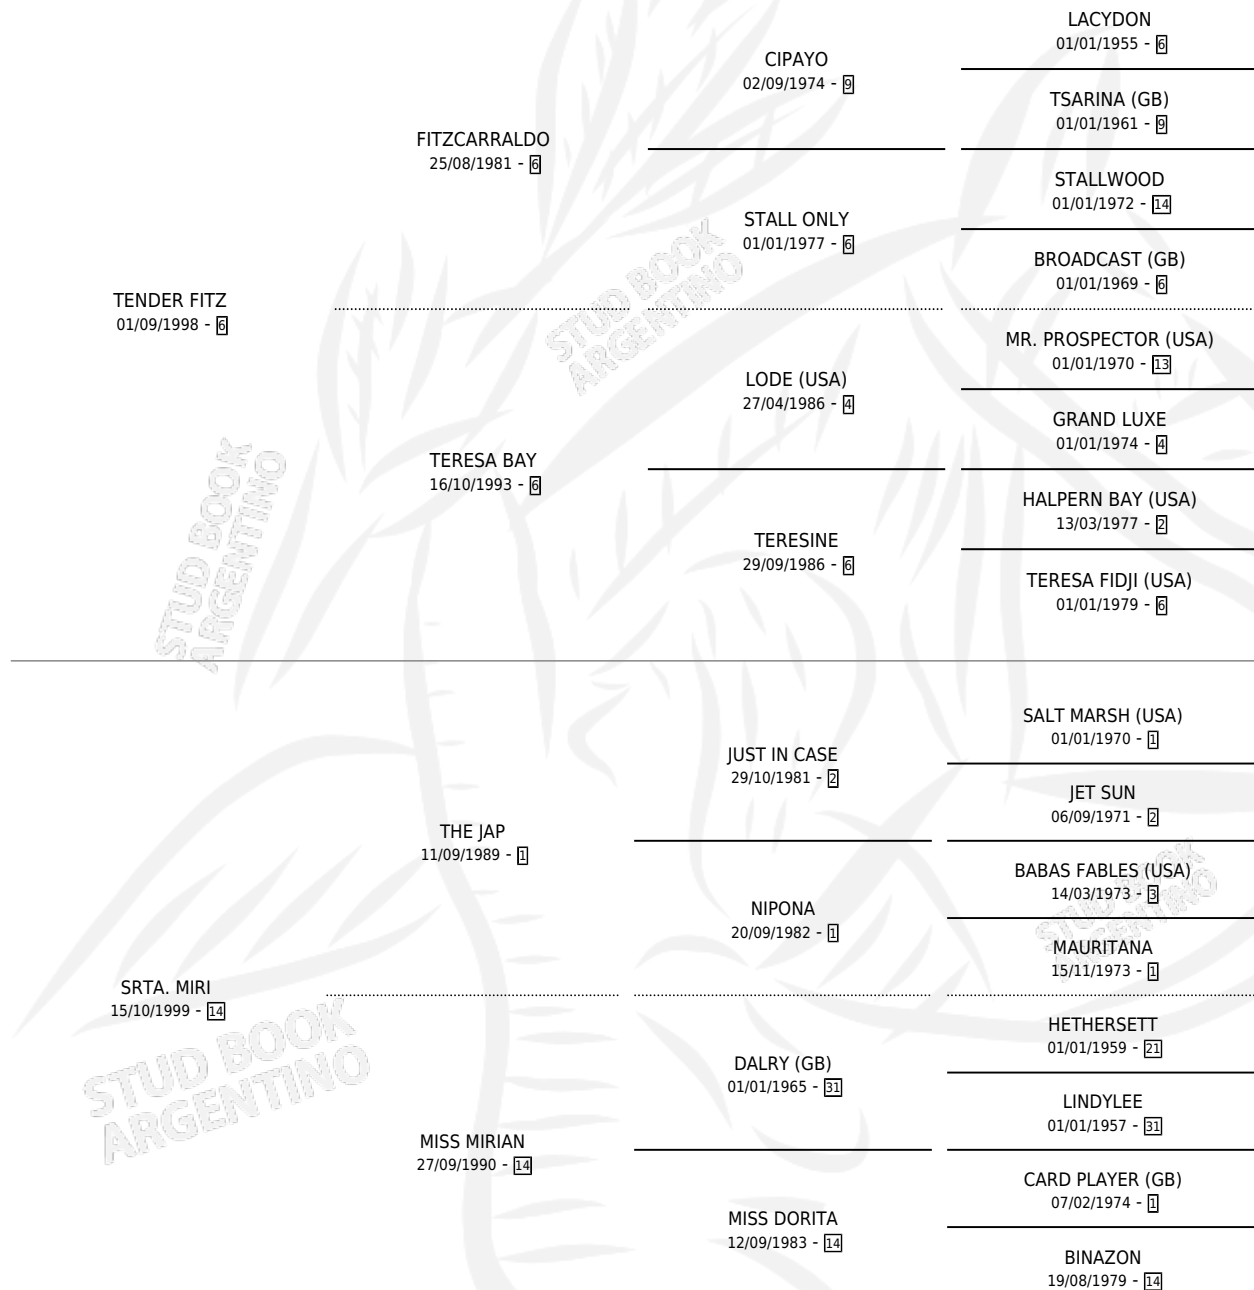 LACYDON
01/01/1955 - 6
CIPAYO
02/09/1974 - 9
TSARINA (GB)
01/01/1961 - 9
FITZCARRALDO
25/08/1981 - 6
STALLWOOD
01/01/1972 - 14
STALL ONLY
01/01/1977 - 6
BROADCAST (GB)
01/01/1969 - 6
TENDER FITZ
01/09/1998 - 6
MR. PROSPECTOR (USA)
01/01/1970 - 13
LODE (USA)
27/04/1986 - 4
GRAND LUXE
01/01/1974 - 4
TERESA BAY
16/10/1993 - 6
HALPERN BAY (USA)
13/03/1977 - 2
TERESINE
29/09/1986 - 6
TERESA FIDJI (USA)
01/01/1979 - 6
SALT MARSH (USA)
01/01/1970 - 1
JUST IN CASE
29/10/1981 - 2
JET SUN
06/09/1971 - 2
THE JAP
11/09/1989 - 1
BABAS FABLES (USA)
14/03/1973 - 3
NIPONA
20/09/1982 - 1
MAURITANA
15/11/1973 - 1
SRTA. MIRI
15/10/1999 - 14
HETHERSETT
01/01/1959 - 21
DALRY (GB)
01/01/1965 - 31
LINDYLEE
01/01/1957 - 31
MISS MIRIAN
27/09/1990 - 14
CARD PLAYER (GB)
07/02/1974 - 1
MISS DORITA
12/09/1983 - 14
BINAZON
19/08/1979 - 14
STUD BOOK
ARGENTINO
STUD BOOK
ARGENTINO
STUD BOOK
ARGENTINO
STUD BOOK
ARGENTINO